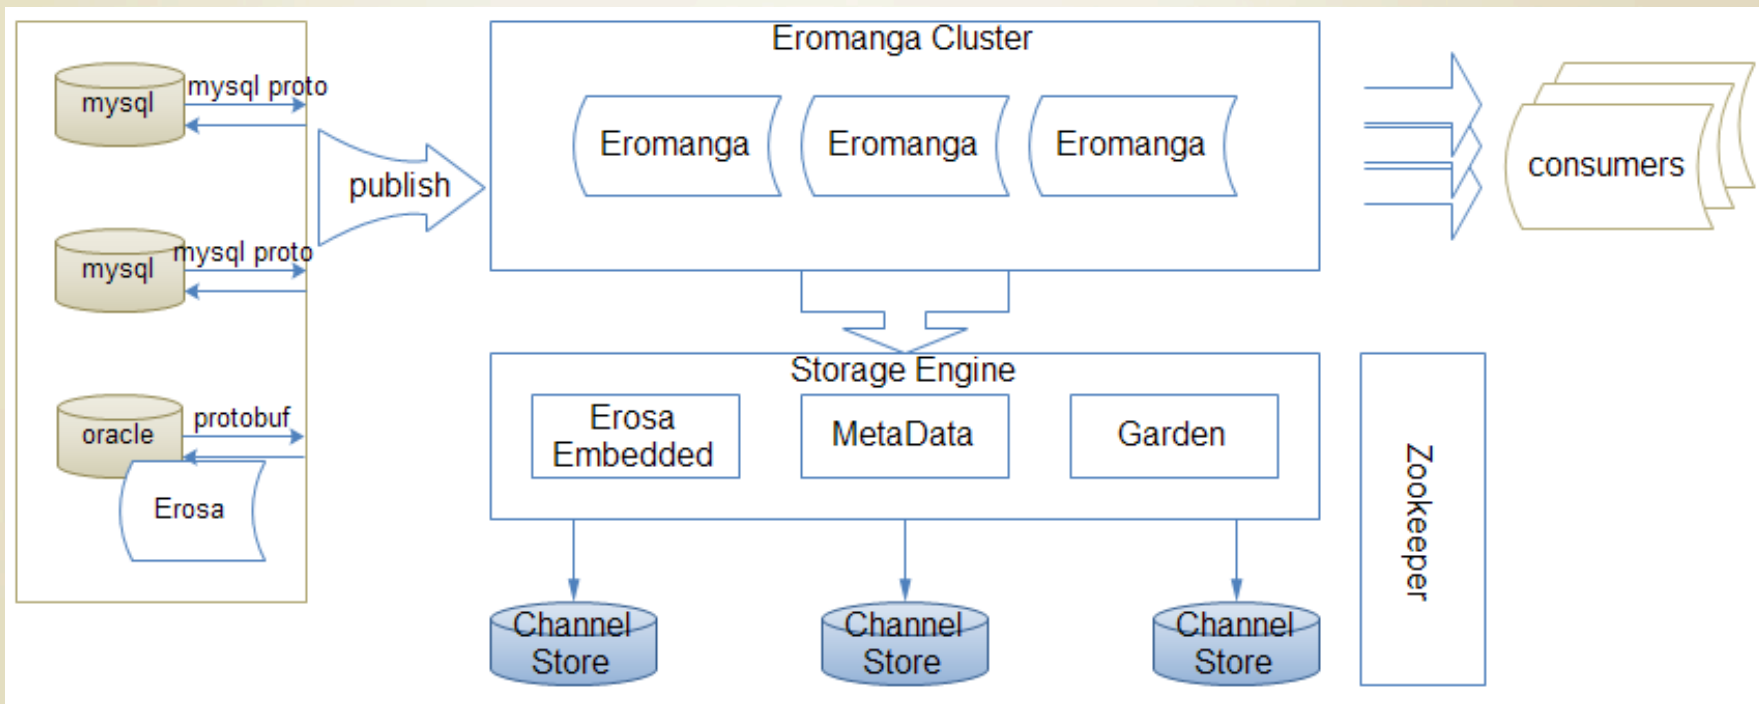 mysql
mysql proto
mysql
mysql proto
oracle
protobuf
Erosa
publish
Eromanga Cluster
Eromanga
Eromanga
Eromanga
consumers
Storage Engine
Erosa
Embedded
MetaData
Garden
Channel
Store
Channel
Store
Channel
Store
Zookeeper